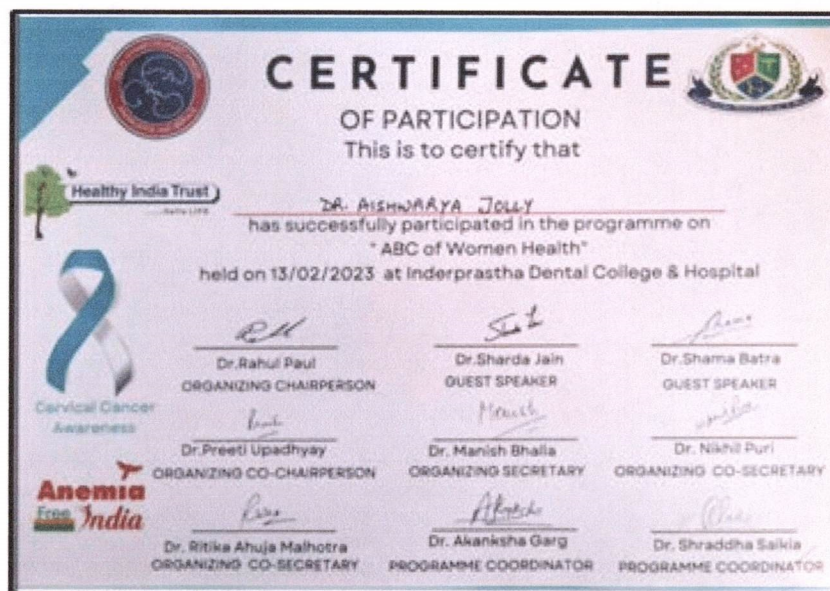 CERTIFICATE
OF PARTICIPATION
This is to certify that
Healthy India Trust
DR. AISHWARYA JOLLY
has successfully participated in the programme on
" ABC of Women Health"
held on 13/02/2023 at Inderprastha Dental College & Hospital
Dr.Rahul Paul
ORGANIZING CHAIRPERSON
Dr.Sharda Jain
GUEST SPEAKER
Dr.Shama Batra
GUEST SPEAKER
Cervical Cancer
Awareness
Dr.Preeti Upadhyay
ORGANIZING CO-CHAIRPERSON
Manish
Dr. Manish Bhalla
ORGANIZING SECRETARY
Dr. Nikhil Puri
ORGANIZING CO-SECRETARY
Anemia
Free India
Dr. Ritika Ahuja Malhotra
ORGANIZING CO-SECRETARY
Dr. Akanksha Garg
PROGRAMME COORDINATOR
Dr. Shraddha Saikia
PROGRAMME COORDINATOR